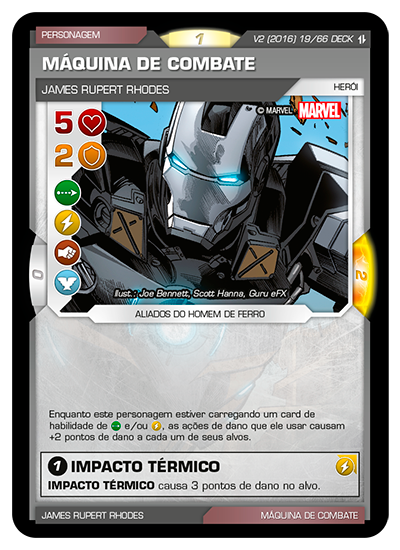 PERSONAGEM
1
V2 (2016) 19/66 DECK
MÁQUINA DE COMBATE
JAMES RUPERT RHODES
HERÓI
5
© MARVEL MARVEL
2
0
2
Illust.: Joe Bennett, Scott Hanna, Guru eFX
ALIADOS DO HOMEM DE FERRO
Enquanto este personagem estiver carregando um card de
habilidade de e/ou , as ações de dano que ele usar causam
+2 pontos de dano a cada um de seus alvos.
1 IMPACTO TÉRMICO
IMPACTO TÉRMICO causa 3 pontos de dano no alvo.
JAMES RUPERT RHODES
MÁQUINA DE COMBATE